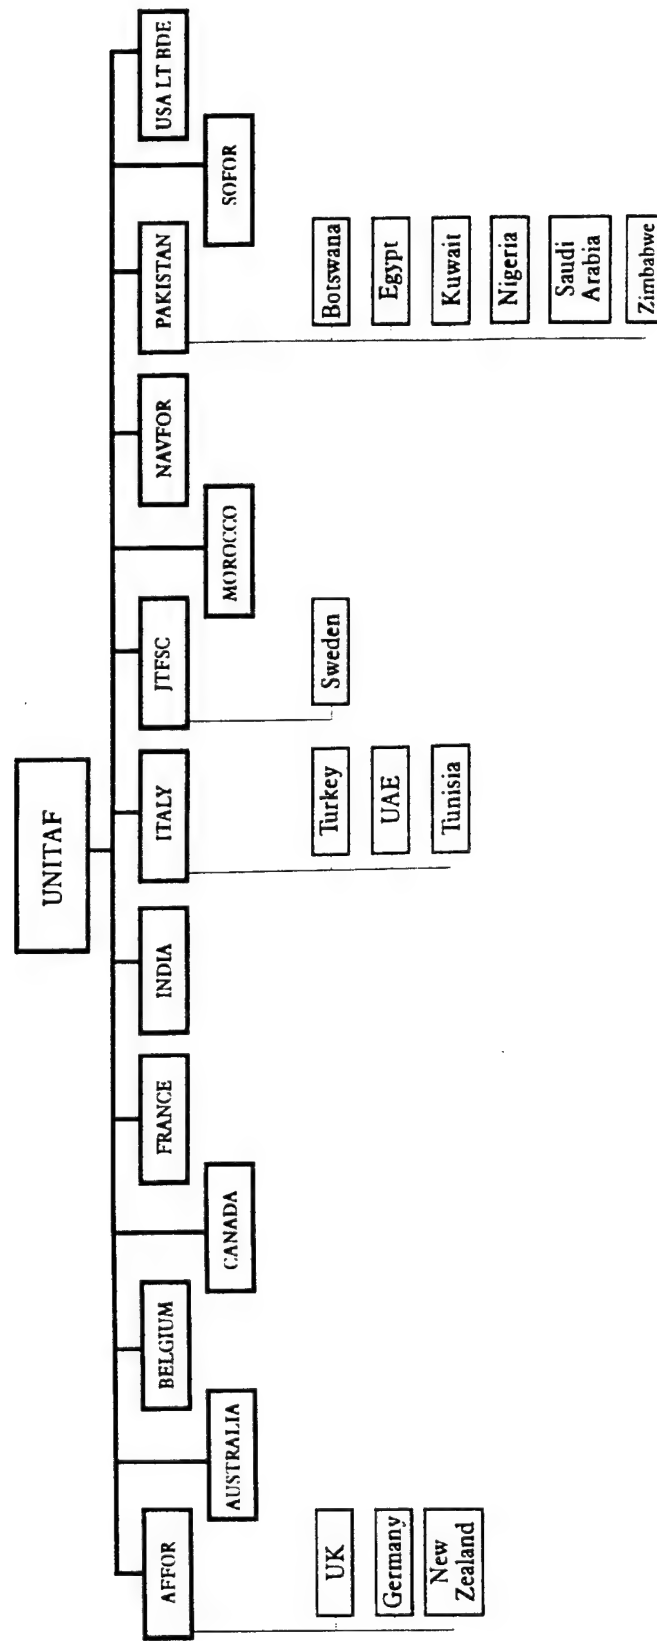 UNITAF
AFFOR
AUSTRALIA
BELGIUM
CANADA
FRANCE
INDIA
ITALY
JTFSC
MOROCCO
NAVFOR
PAKISTAN
SOFOR
USA LT BDE
UK
Germany
New
Zealand
Turkey
UAE
Tunisia
Sweden
Botswana
Egypt
Kuwait
Nigeria
Saudi
Arabia
Zimbabwe